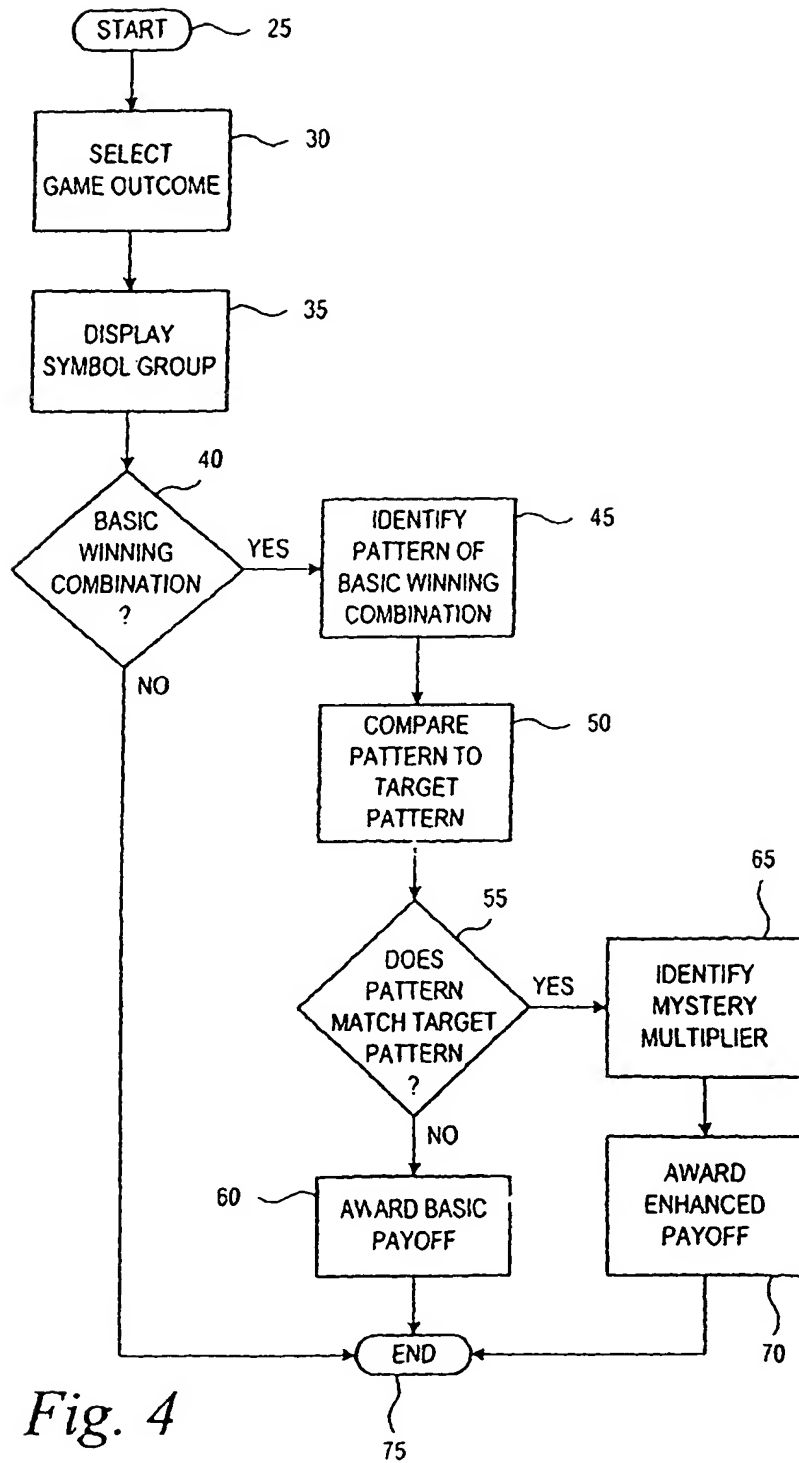 START
25
SELECT
GAME OUTCOME
30
DISPLAY
SYMBOL GROUP
35
40
BASIC
WINNING
COMBINATION
?
YES
NO
IDENTIFY
PATTERN OF
BASIC WINNING
COMBINATION
45
COMPARE
PATTERN TO
TARGET
PATTERN
50
55
DOES
PATTERN
MATCH TARGET
PATTERN
?
YES
NO
65
IDENTIFY
MYSTERY
MULTIPLIER
60
AWARD BASIC
PAYOFF
AWARD
ENHANCED
PAYOFF
70
END
75
Fig. 4